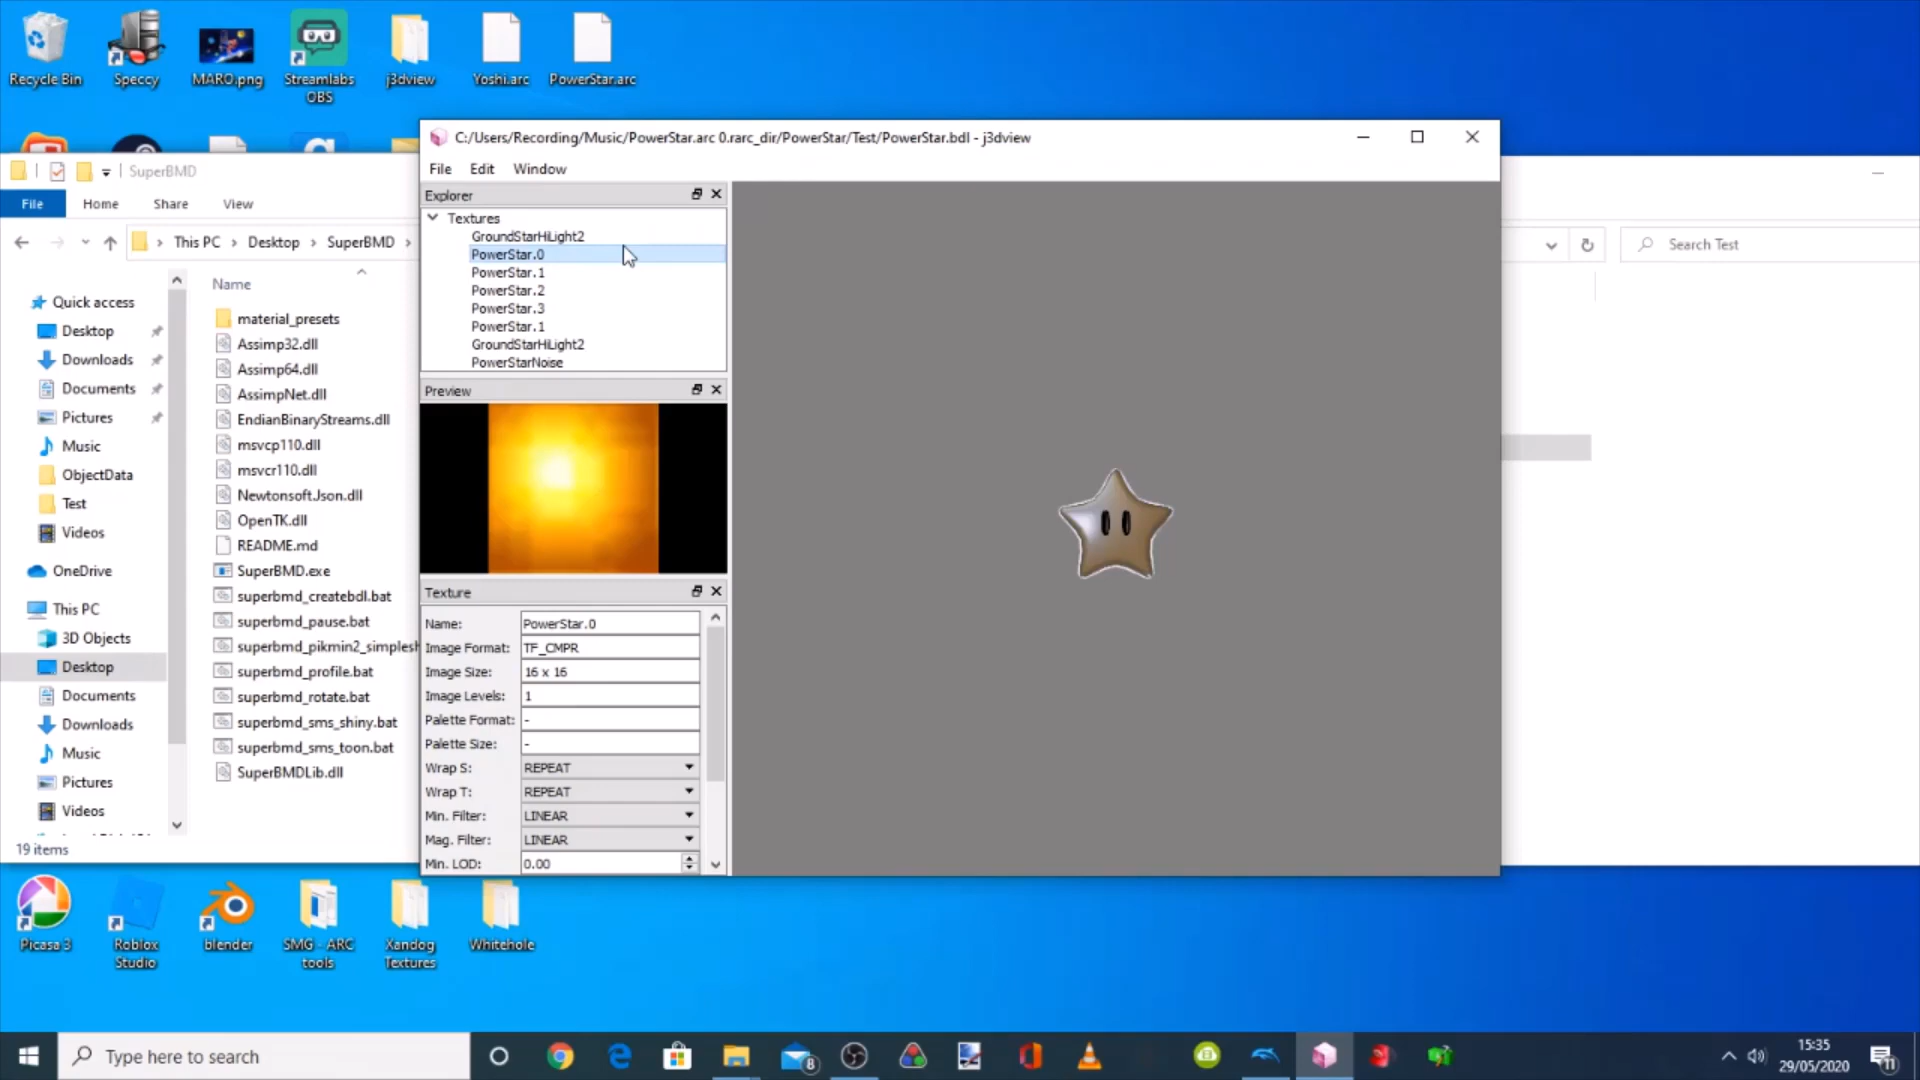 Recycle Bin
Speccy
MARO.png
Streamlabs OBS
j3dview
Yoshi.arc
PowerStar.arc
C:/Users/Recording/Music/PowerStar.arc 0.rarc_dir/PowerStar/Test/PowerStar.bdl - j3dview
File Edit Window
Explorer
Textures
GroundStarHiLight2
PowerStar.0
PowerStar.1
PowerStar.2
PowerStar.3
PowerStar.1
GroundStarHiLight2
PowerStarNoise
Preview
Texture
Name: PowerStar.0
Image Format: TF_CMPR
Image Size: 16 x 16
Image Levels: 1
Palette Format: -
Palette Size: -
Wrap S: REPEAT
Wrap T: REPEAT
Min. Filter: LINEAR
Mag. Filter: LINEAR
Min. LOD: 0.00
SuperBMD
File Home Share View
This PC > Desktop > SuperBMD >
Quick access
Desktop
Downloads
Documents
Pictures
Music
ObjectData
Test
Videos
OneDrive
This PC
3D Objects
Desktop
Documents
Downloads
Music
Pictures
Videos
Name
material_presets
Assimp32.dll
Assimp64.dll
AssimpNet.dll
EndianBinaryStreams.dll
msvcp110.dll
msvcr110.dll
Newtonsoft.Json.dll
OpenTK.dll
README.md
SuperBMD.exe
superbmd_createbdl.bat
superbmd_pause.bat
superbmd_pikmin2_simplesh
superbmd_profile.bat
superbmd_rotate.bat
superbmd_sms_shiny.bat
superbmd_sms_toon.bat
SuperBMDLib.dll
19 items
Search Test
Picasa 3
Roblox Studio
blender
SMG - ARC tools
Xandog Textures
Whitehole
Type here to search
8
15:35
29/05/2020
11